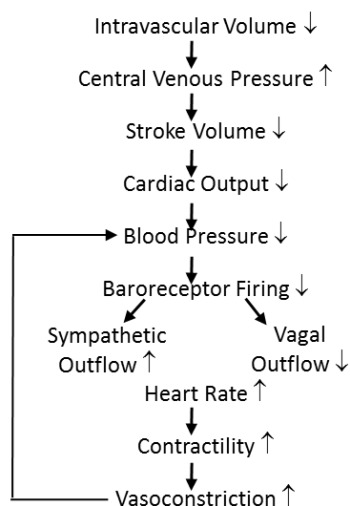 Intravascular Volume ↓
Central Venous Pressure ↑
Stroke Volume ↓
Cardiac Output ↓
Blood Pressure ↓
Baroreceptor Firing ↓
Sympathetic
Outflow ↑
Vagal
Outflow ↓
Heart Rate ↑
Contractility ↑
Vasoconstriction ↑